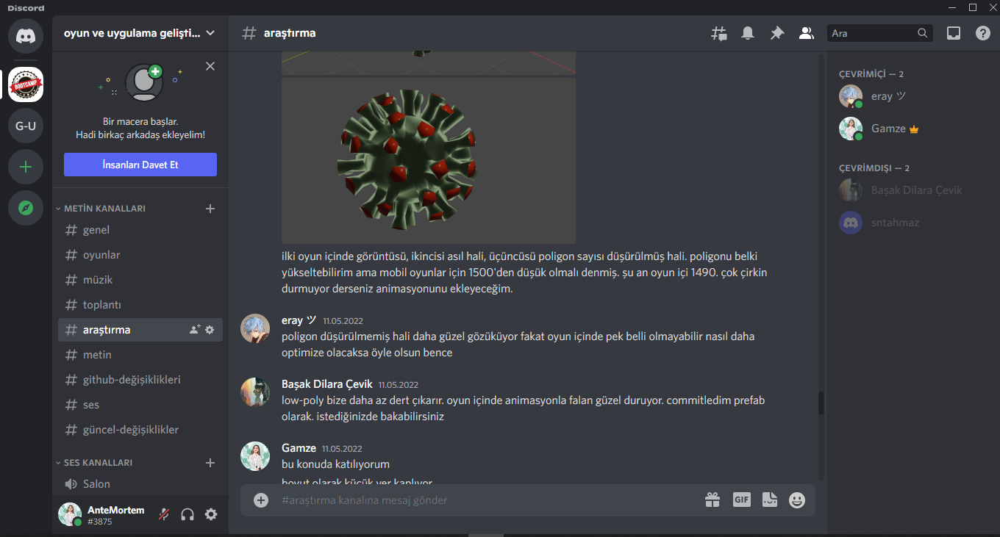 Discord
oyun ve uygulama gelişti...
araştırma
Ara
BOOTCAMP
Bir macera başlar.
Hadi birkaç arkadaş ekleyelim!
İnsanları Davet Et
G-U
METİN KANALLARI
genel
oyunlar
müzik
toplantı
araştırma
metin
github-değişiklikleri
ses
güncel-değişiklikler
SES KANALLARI
Salon
AnteMortem
#3875
ilki oyun içinde görüntüsü, ikincisi asıl hali, üçüncüsü poligon sayısı düşürülmüş hali. poligonu belki
yükseltebilirim ama mobil oyunlar için 1500'den düşük olmalı denmiş. şu an oyun içi 1490. çok çirkin
durmuyor derseniz animasyonunu ekleyeceğim.
eray ツ 11.05.2022
poligon düşürülmemiş hali daha güzel gözüküyor fakat oyun içinde pek belli olmayabilir nasıl daha
optimize olacaksa öyle olsun bence
Başak Dilara Çevik 11.05.2022
low-poly bize daha az dert çıkarır. oyun içinde animasyonla falan güzel duruyor. commitledim prefab
olarak. istediğinizde bakabilirsiniz
Gamze 11.05.2022
bu konuda katılıyorum
boyut olarak küçük yer kaplıyor
#araştırma kanalına mesaj gönder
GIF
ÇEVRİMİÇİ — 2
eray ツ
Gamze
ÇEVRİMDIŞI — 2
Başak Dilara Çevik
sntahmaz